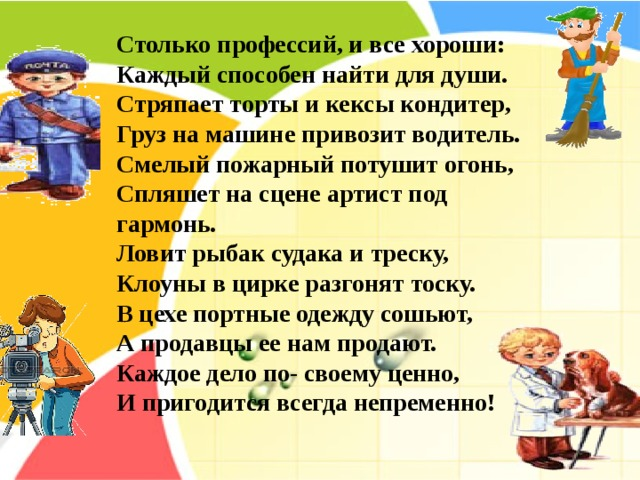 Столько профессий, и все хороши:
Каждый способен найти для души.
Стряпает торты и кексы кондитер,
Груз на машине привозит водитель.
Смелый пожарный потушит огонь,
Спляшет на сцене артист под
гармонь.
Ловит рыбак судака и треску,
Клоуны в цирке разгонят тоску.
В цехе портные одежду сошьют,
А продавцы ее нам продают.
Каждое дело по- своему ценно,
И пригодится всегда непременно!
ПОЧТА